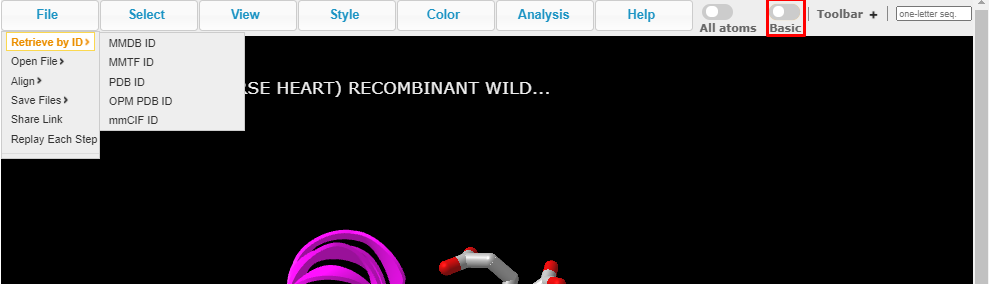 File Select View Style Color Analysis Help
All atoms Basic Toolbar + one-letter seq.
Retrieve by ID
Open File
Align
Save Files
Share Link
Replay Each Step
MMDB ID
MMTF ID
PDB ID
OPM PDB ID
mmCIF ID
HEART) RECOMBINANT WILD...